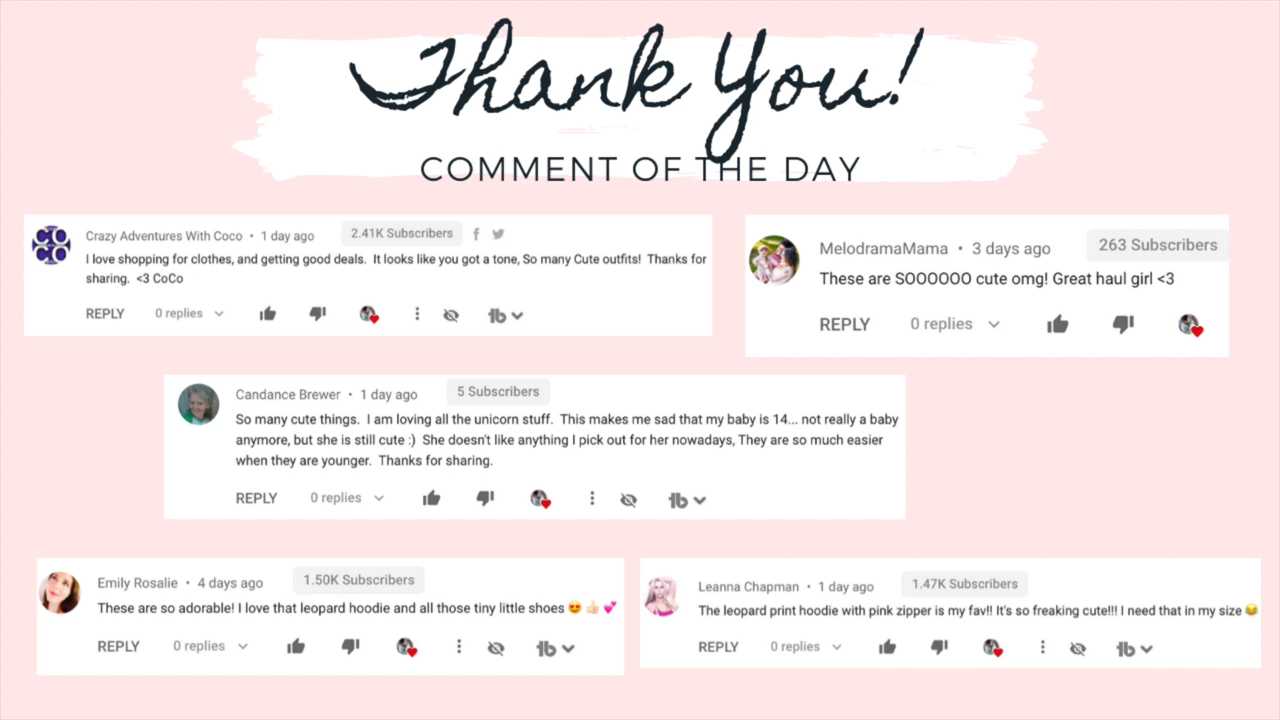 Thank You!
COMMENT OF THE DAY
Crazy Adventures With Coco • 1 day ago 2.41K Subscribers
I love shopping for clothes, and getting good deals. It looks like you got a tone, So many Cute outfits! Thanks for
sharing. <3 CoCo
REPLY 0 replies
MelodramaMama • 3 days ago 263 Subscribers
These are SOOOOOO cute omg! Great haul girl <3
REPLY 0 replies
Candance Brewer • 1 day ago 5 Subscribers
So many cute things. I am loving all the unicorn stuff. This makes me sad that my baby is 14... not really a baby
anymore, but she is still cute :) She doesn't like anything I pick out for her nowadays, They are so much easier
when they are younger. Thanks for sharing.
REPLY 0 replies
Emily Rosalie • 4 days ago 1.50K Subscribers
These are so adorable! I love that leopard hoodie and all those tiny little shoes 😍 👍🏻 💕
REPLY 0 replies
Leanna Chapman • 1 day ago 1.47K Subscribers
The leopard print hoodie with pink zipper is my fav!! It's so freaking cute!!! I need that in my size 😂
REPLY 0 replies